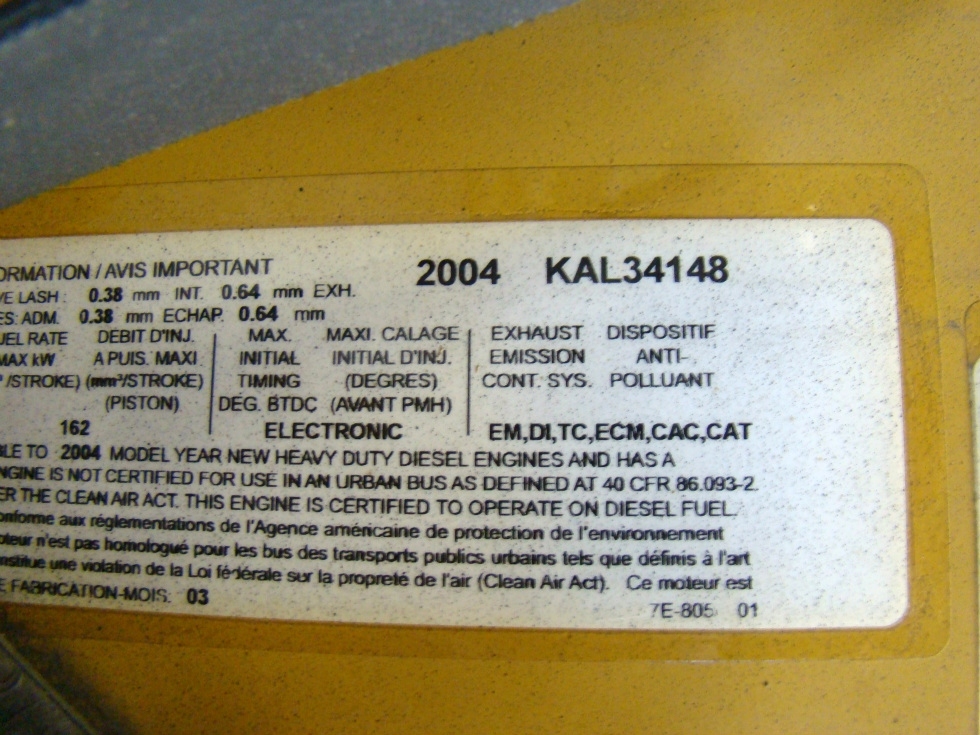 ORMATION / AVIS IMPORTANT
2004 KAL34148
VE LASH : 0.38 mm INT. 0.64 mm EXH.
ES: ADM. 0.38 mm ECHAP. 0.64 mm
UEL RATE DEBIT D'INJ. MAX. MAXI. CALAGE EXHAUST DISPOSITIF
MAX kW A PUIS. MAXI INITIAL INITIAL D'INJ. EMISSION ANTI-
/STROKE) (mm³/STROKE) TIMING (DEGRES) CONT. SYS. POLLUANT
(PISTON) DEG. BTDC (AVANT PMH)
162 ELECTRONIC EM,DI,TC,ECM,CAC,CAT
BLE TO 2004 MODEL YEAR NEW HEAVY DUTY DIESEL ENGINES AND HAS A
NGINE IS NOT CERTIFIED FOR USE IN AN URBAN BUS AS DEFINED AT 40 CFR 86.093-2.
ER THE CLEAN AIR ACT. THIS ENGINE IS CERTIFIED TO OPERATE ON DIESEL FUEL.
onforme aux réglementations de l'Agence américaine de protection de l'environnement
oteur n'est pas homologué pour les bus des transports publics urbains tels que définis à l'art
nstitue une violation de la Loi fédérale sur la propreté de l'air (Clean Air Act). Ce moteur est
E FABRICATION-MOIS: 03
7E-805 01